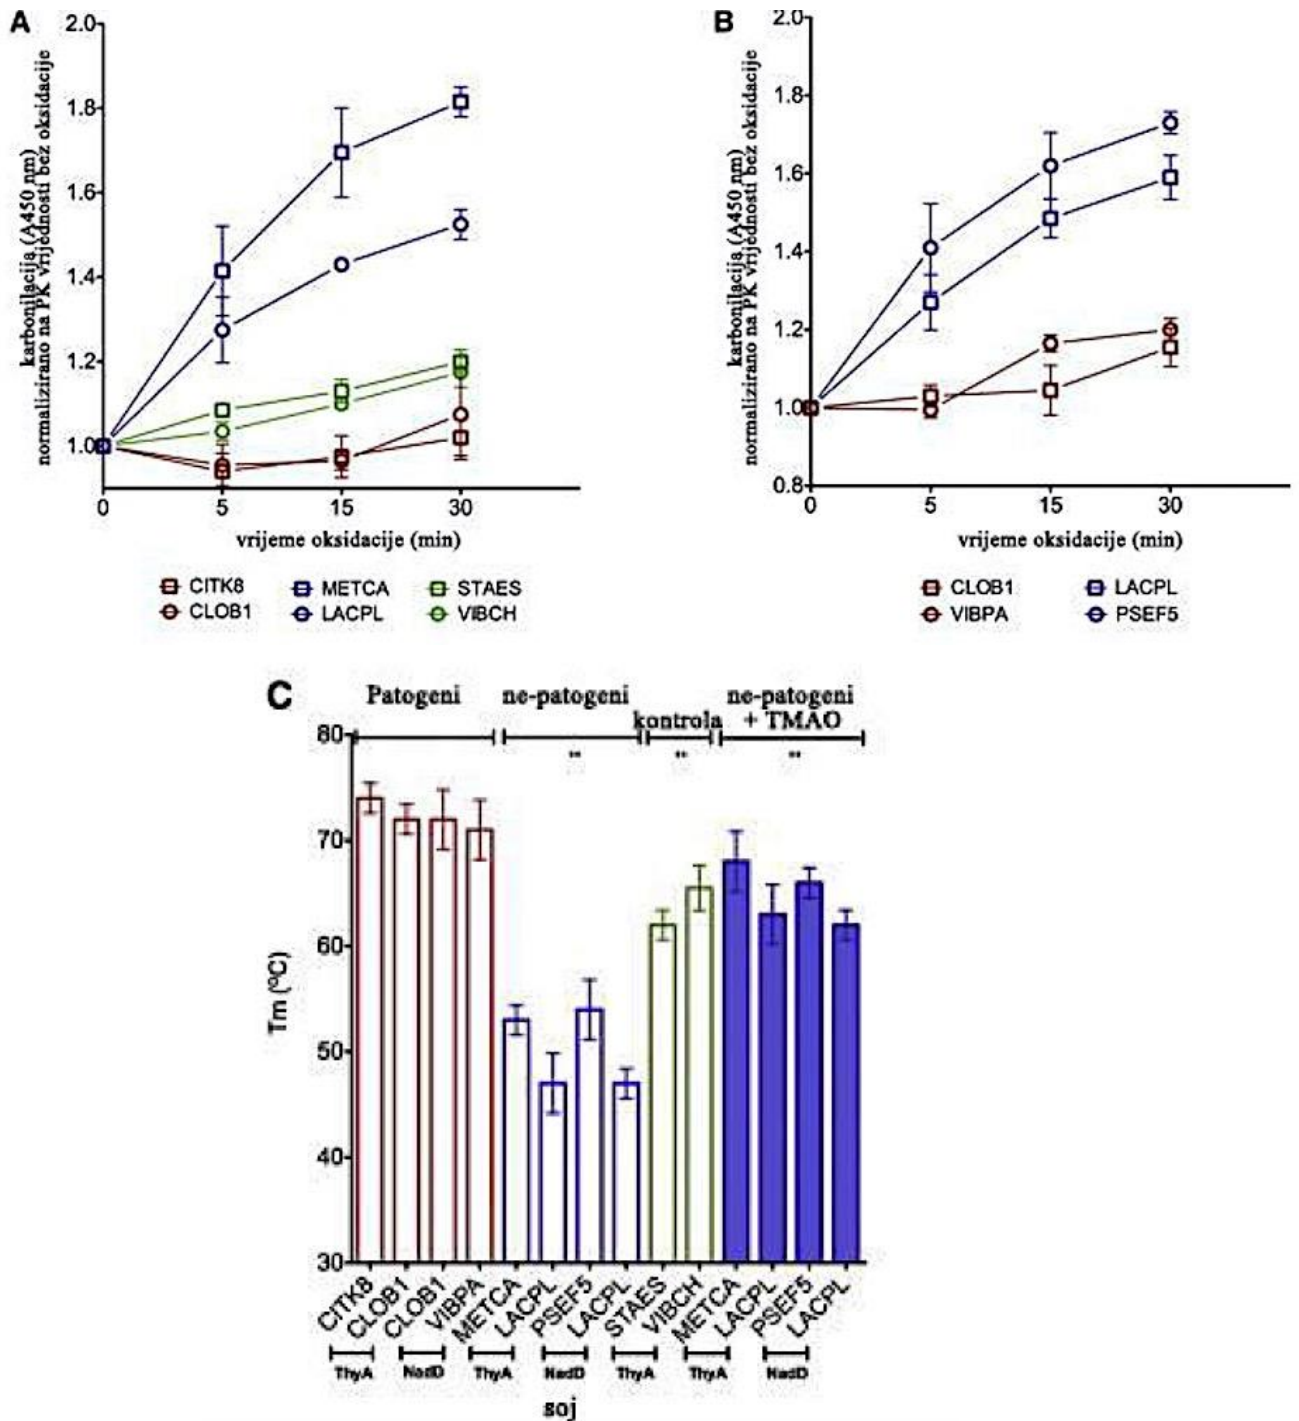 A
karbonilacija (A450 nm)
normalizirano na PK vrijednosti bez oksidacije
2.0
1.8
1.6
1.4
1.2
1.0
0 5 15 30
vrijeme oksidacije (min)
CITK8 METCA STAES
CLOB1 LACPL VIBCH
B
karbonilacija (A450 nm)
normalizirano na PK vrijednosti bez oksidacije
2.0
1.8
1.6
1.4
1.2
1.0
0.8
0 5 15 30
vrijeme oksidacije (min)
CLOB1 LACPL
VIBPA PSEF5
C
Patogeni ne-patogeni kontrola ne-patogeni + TMAO
** ** **
Tm (ºC)
80
70
60
50
40
30
CITK8 CLOB1 CLOB1 VIBPA METCA LACPL PSEF5 LACPL STAES VIBCH METCA LACPL PSEF5 LACPL
ThyA NadD ThyA NadD ThyA ThyA NadD
soj